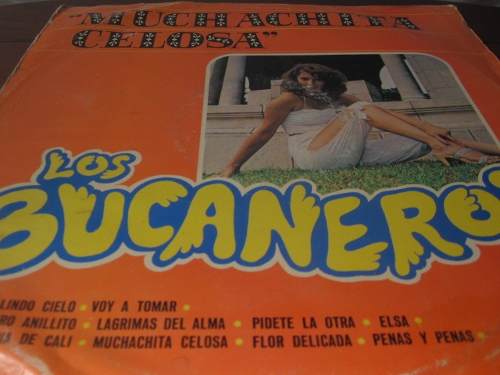 "MUCHACHITA
CELOSA"
LOS
BUCANERO
LINDO CIELO • VOY A TOMAR •
RO ANILLITO • LAGRIMAS DEL ALMA • PIDETE LA OTRA • ELSA •
DE CALI • MUCHACHITA CELOSA • FLOR DELICADA • PENAS Y PENAS •